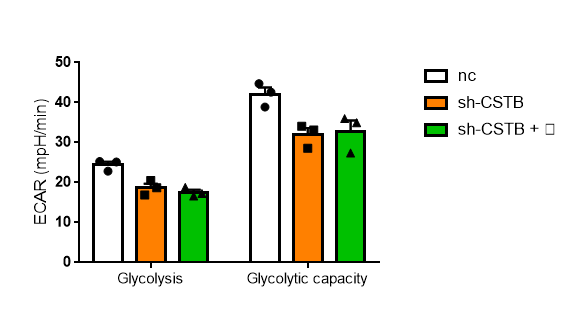 50
40
30
20
10
0
ECAR (mpH/min)
Glycolysis
Glycolytic capacity
nc
sh-CSTB
sh-CSTB +